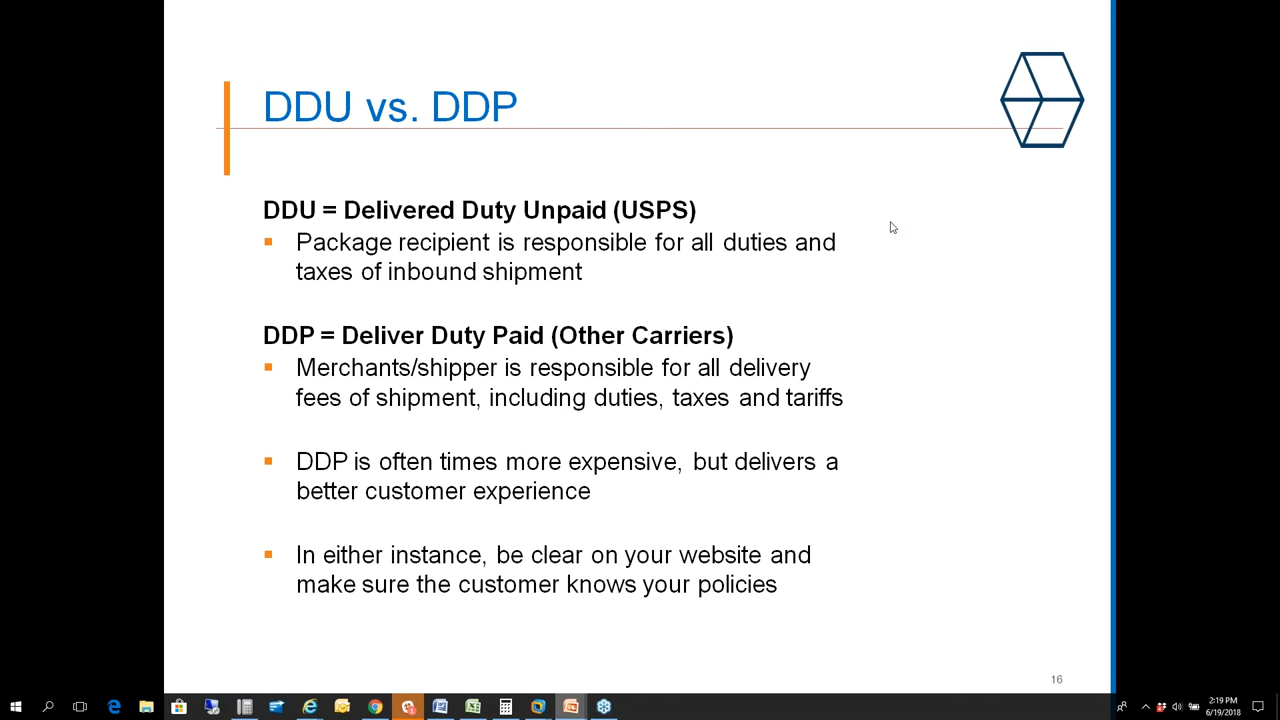 DDU vs. DDP
DDU = Delivered Duty Unpaid (USPS)
Package recipient is responsible for all duties and
taxes of inbound shipment
DDP = Deliver Duty Paid (Other Carriers)
Merchants/shipper is responsible for all delivery
fees of shipment, including duties, taxes and tariffs
DDP is often times more expensive, but delivers a
better customer experience
In either instance, be clear on your website and
make sure the customer knows your policies
16
2:19 PM
6/19/2018